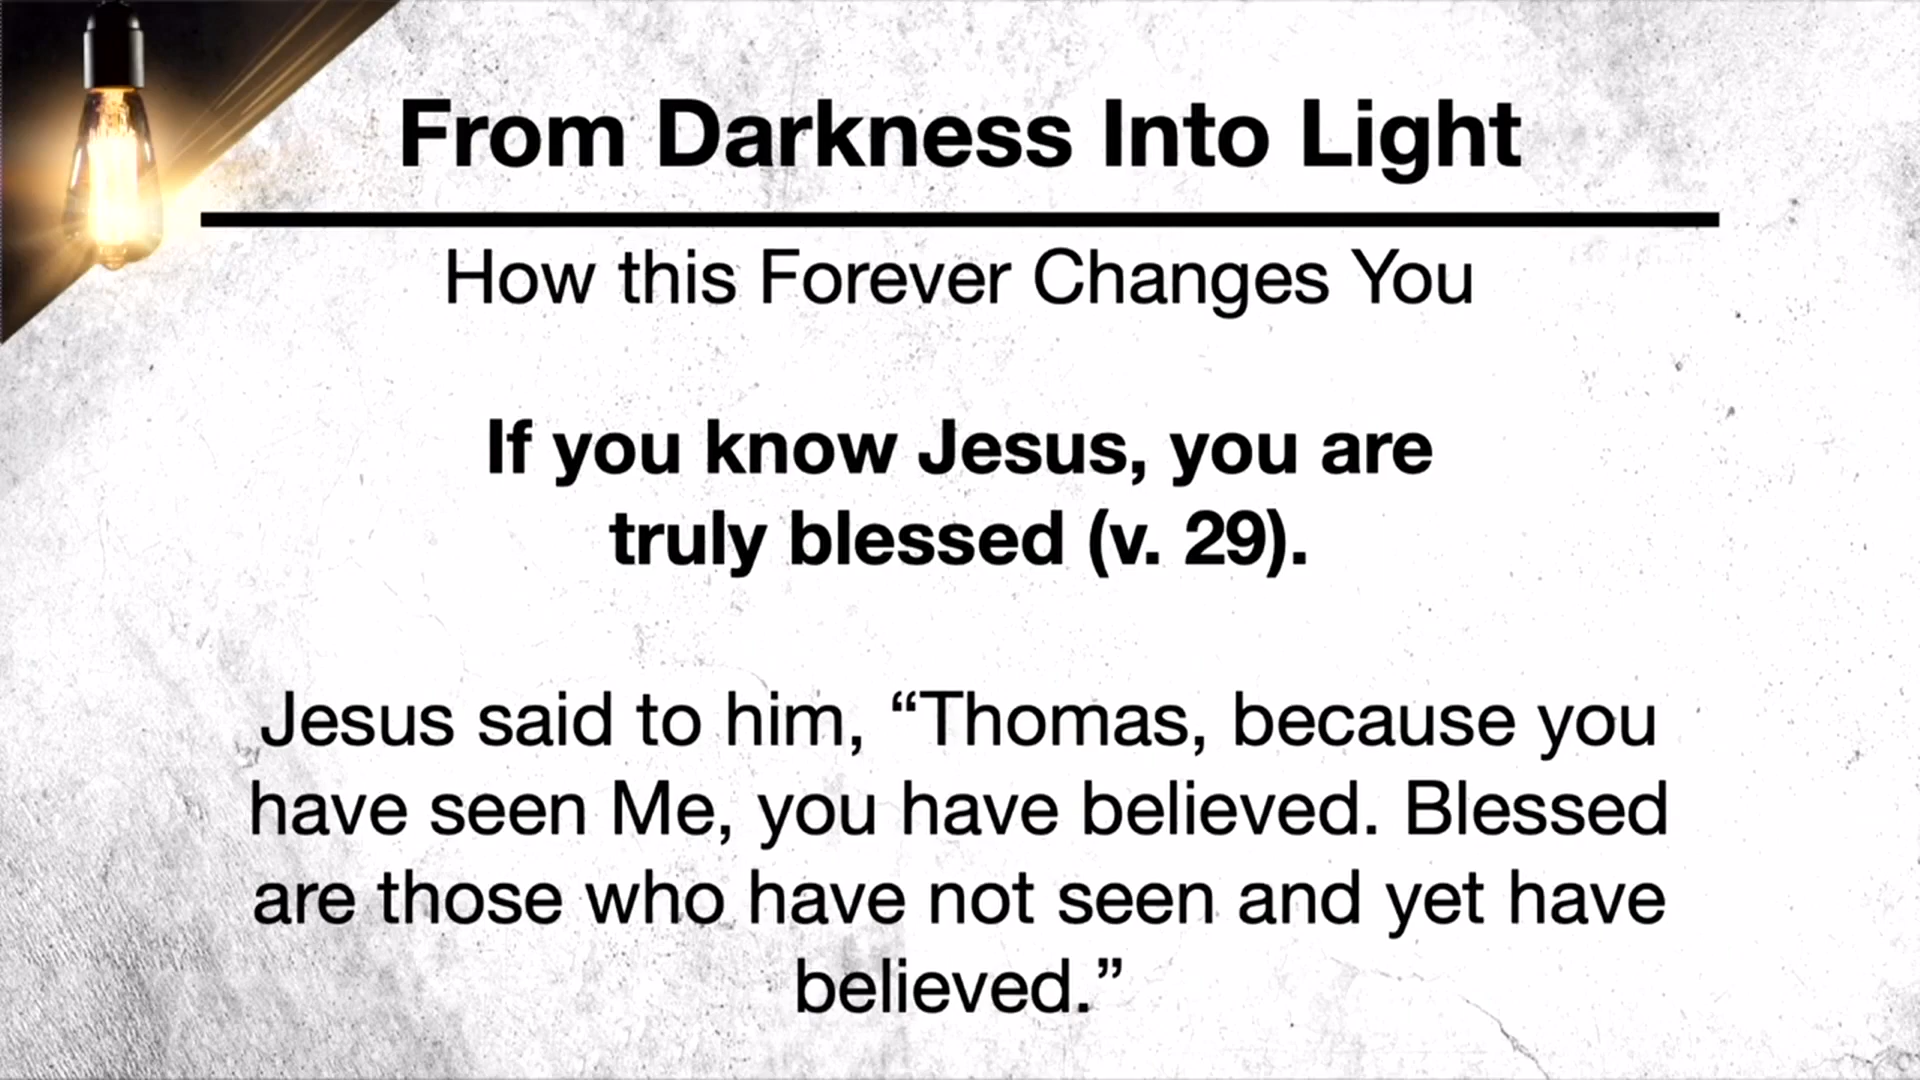 From Darkness Into Light
How this Forever Changes You
If you know Jesus, you are
truly blessed (v. 29).
Jesus said to him, “Thomas, because you
have seen Me, you have believed. Blessed
are those who have not seen and yet have
believed.”